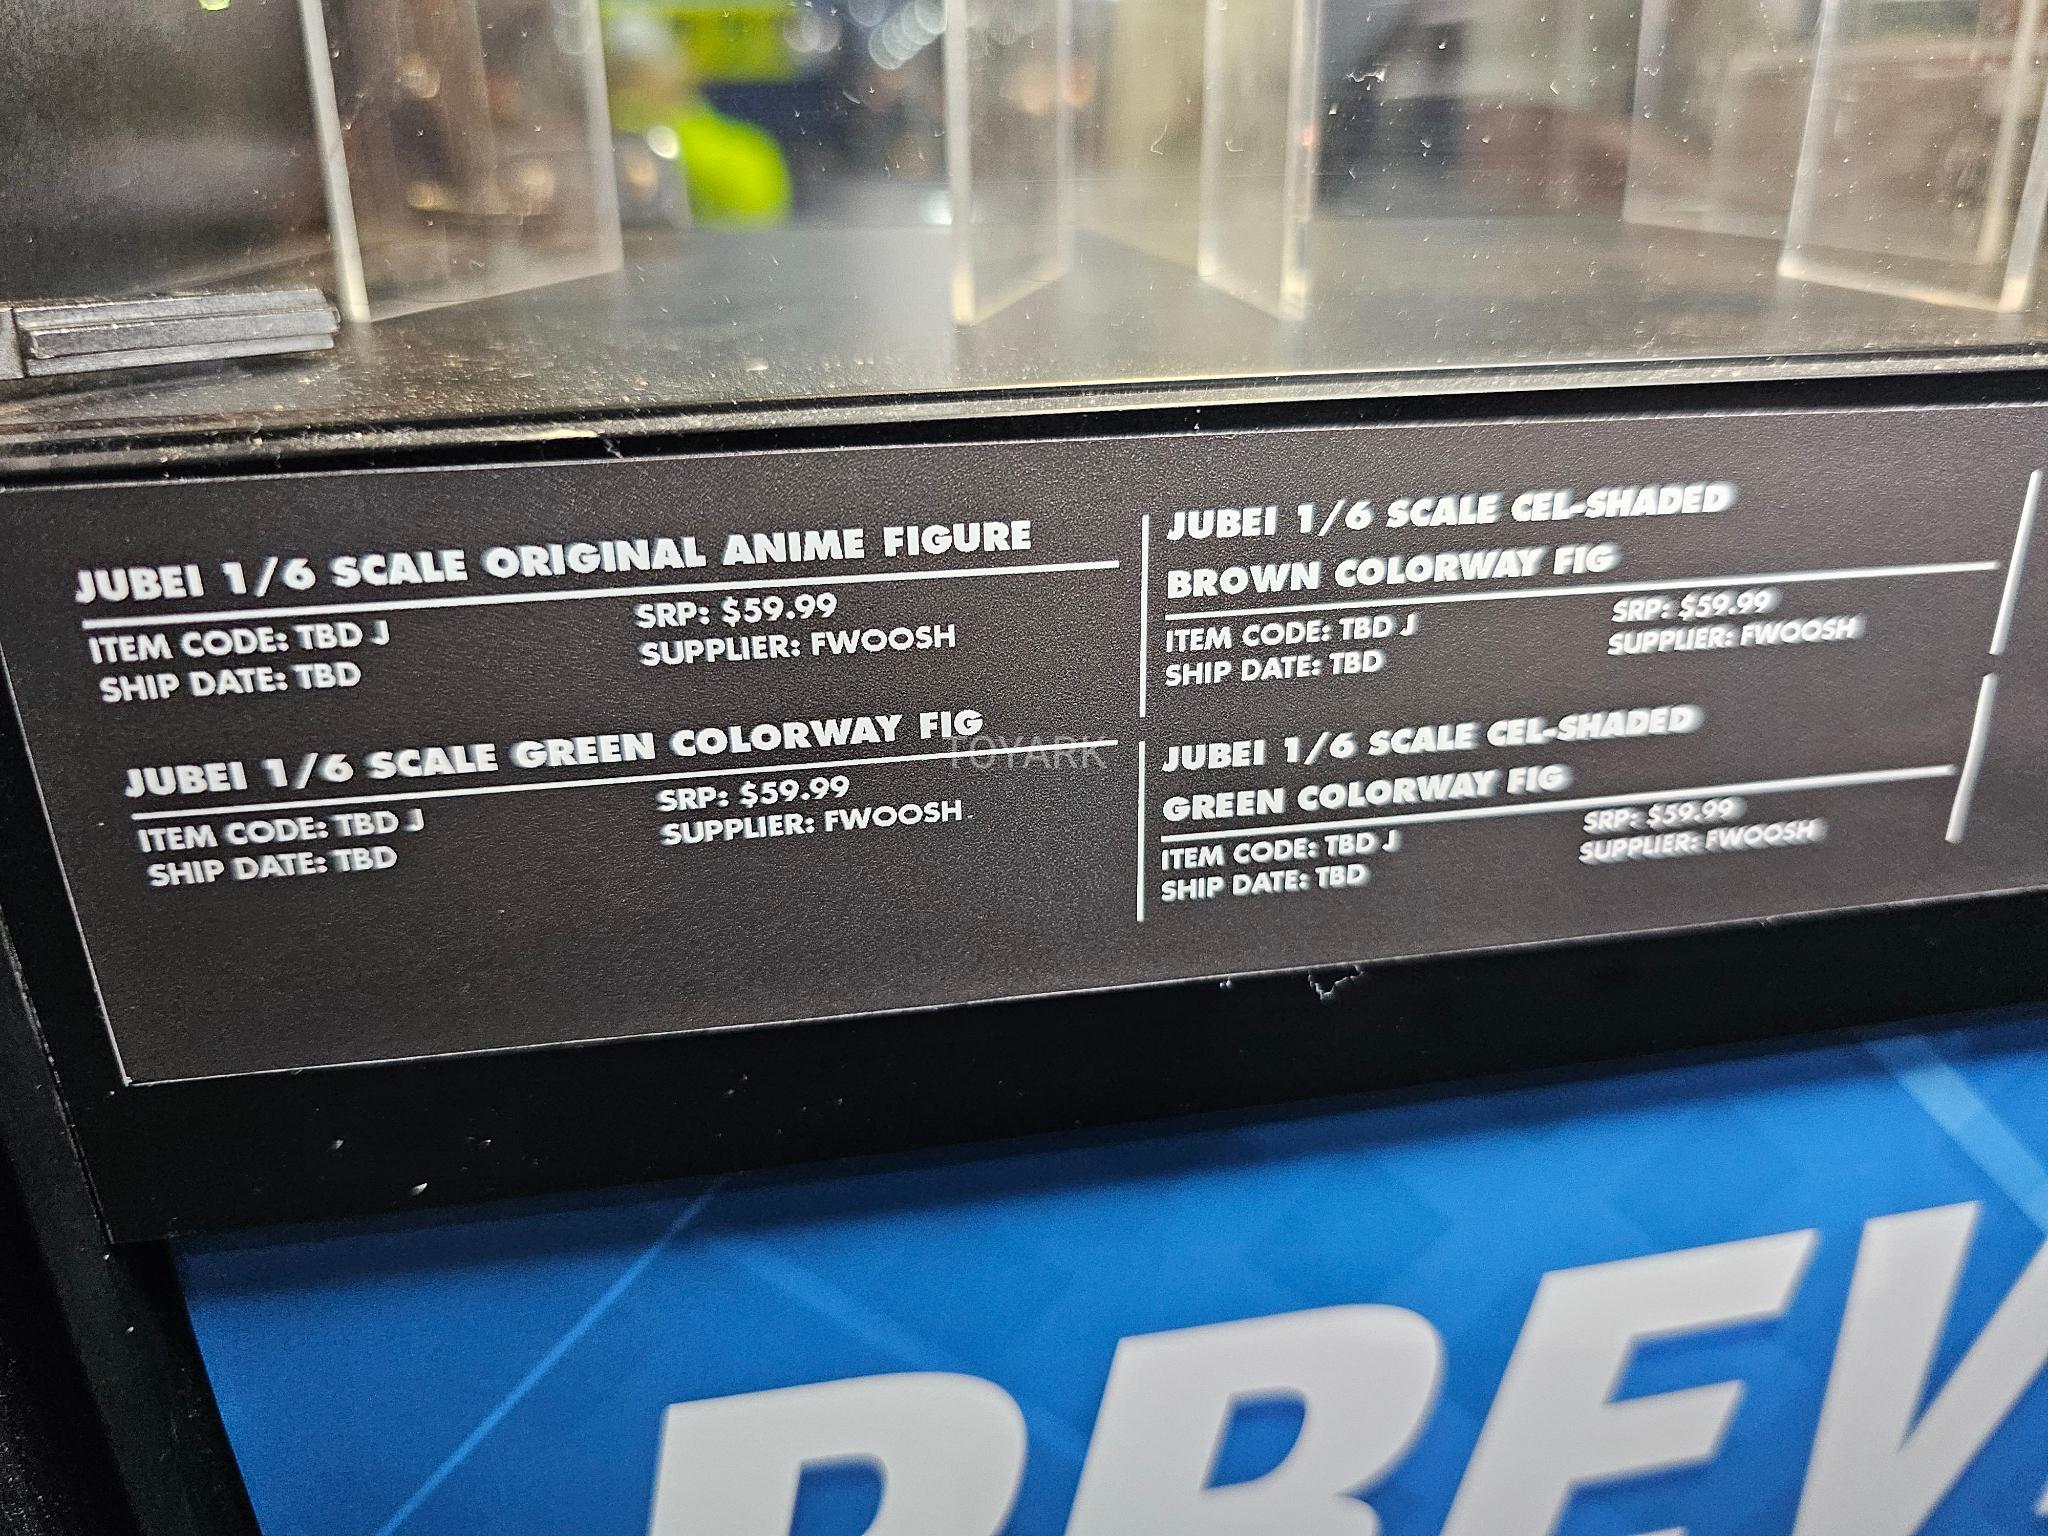 JUBEI 1/6 SCALE ORIGINAL ANIME FIGURE
ITEM CODE: TBD J
SHIP DATE: TBD
SRP: $59.99
SUPPLIER: FWOOSH
JUBEI 1/6 SCALE GREEN COLORWAY FIG
ITEM CODE: TBD J
SHIP DATE: TBD
SRP: $59.99
SUPPLIER: FWOOSH
TOYARK
JUBEI 1/6 SCALE CEL-SHADED
BROWN COLORWAY FIG
ITEM CODE: TBD J
SHIP DATE: TBD
SRP: $59.99
SUPPLIER: FWOOSH
JUBEI 1/6 SCALE CEL-SHADED
GREEN COLORWAY FIG
ITEM CODE: TBD J
SHIP DATE: TBD
SRP: $59.99
SUPPLIER: FWOOSH
PREV